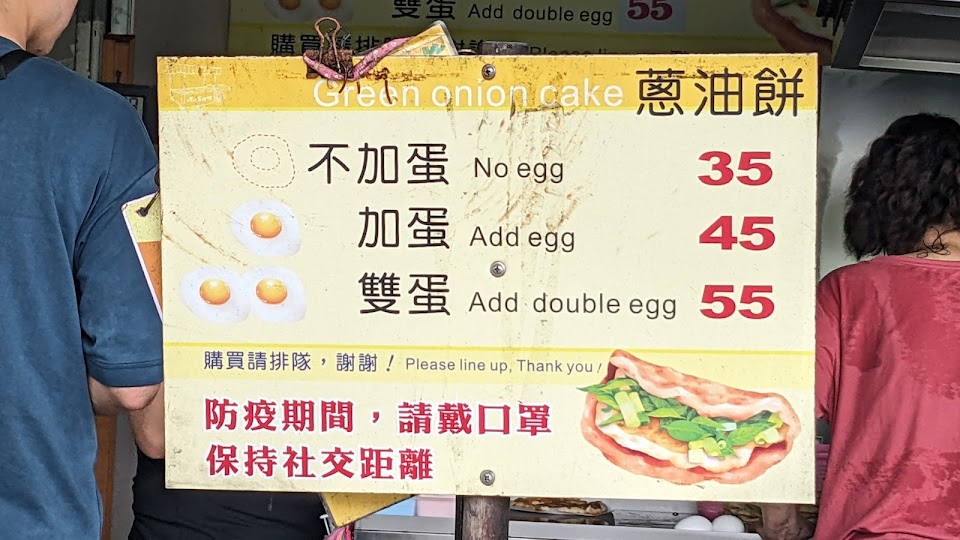 雙蛋 Add double egg 55
Please line
Green onion cake 蔥油餅
不加蛋 No egg 35
加蛋 Add egg 45
雙蛋 Add double egg 55
購買請排隊，謝謝！ Please line up, Thank you！
防疫期間，請戴口罩
保持社交距離